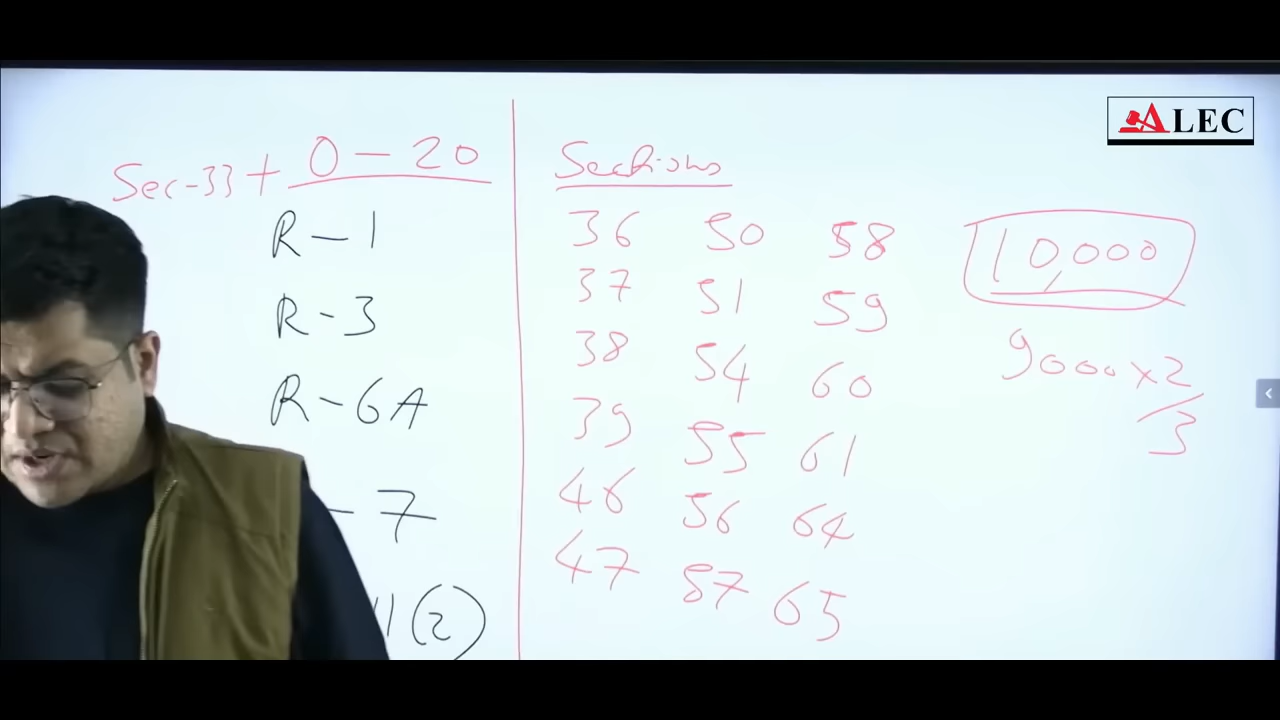 ALEC
Sec-33 + O-20
R-1
R-3
R-6A
-7
11(2)
Sections
36 50 58
37 51 59
38 54 60
39 55 61
46 56 64
47 57 65
10,000
9000 x 2
3